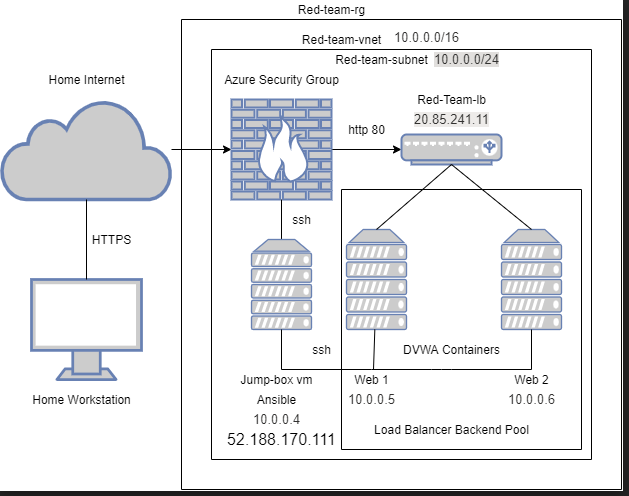 Red-team-rg
Red-team-vnet 10.0.0.0/16
Red-team-subnet 10.0.0.0/24
Home Internet
Azure Security Group
Red-Team-lb
20.85.241.11
http 80
ssh
HTTPS
ssh
DVWA Containers
Home Workstation
Jump-box vm
Ansible
10.0.0.4
52.188.170.111
Web 1
10.0.0.5
Web 2
10.0.0.6
Load Balancer Backend Pool